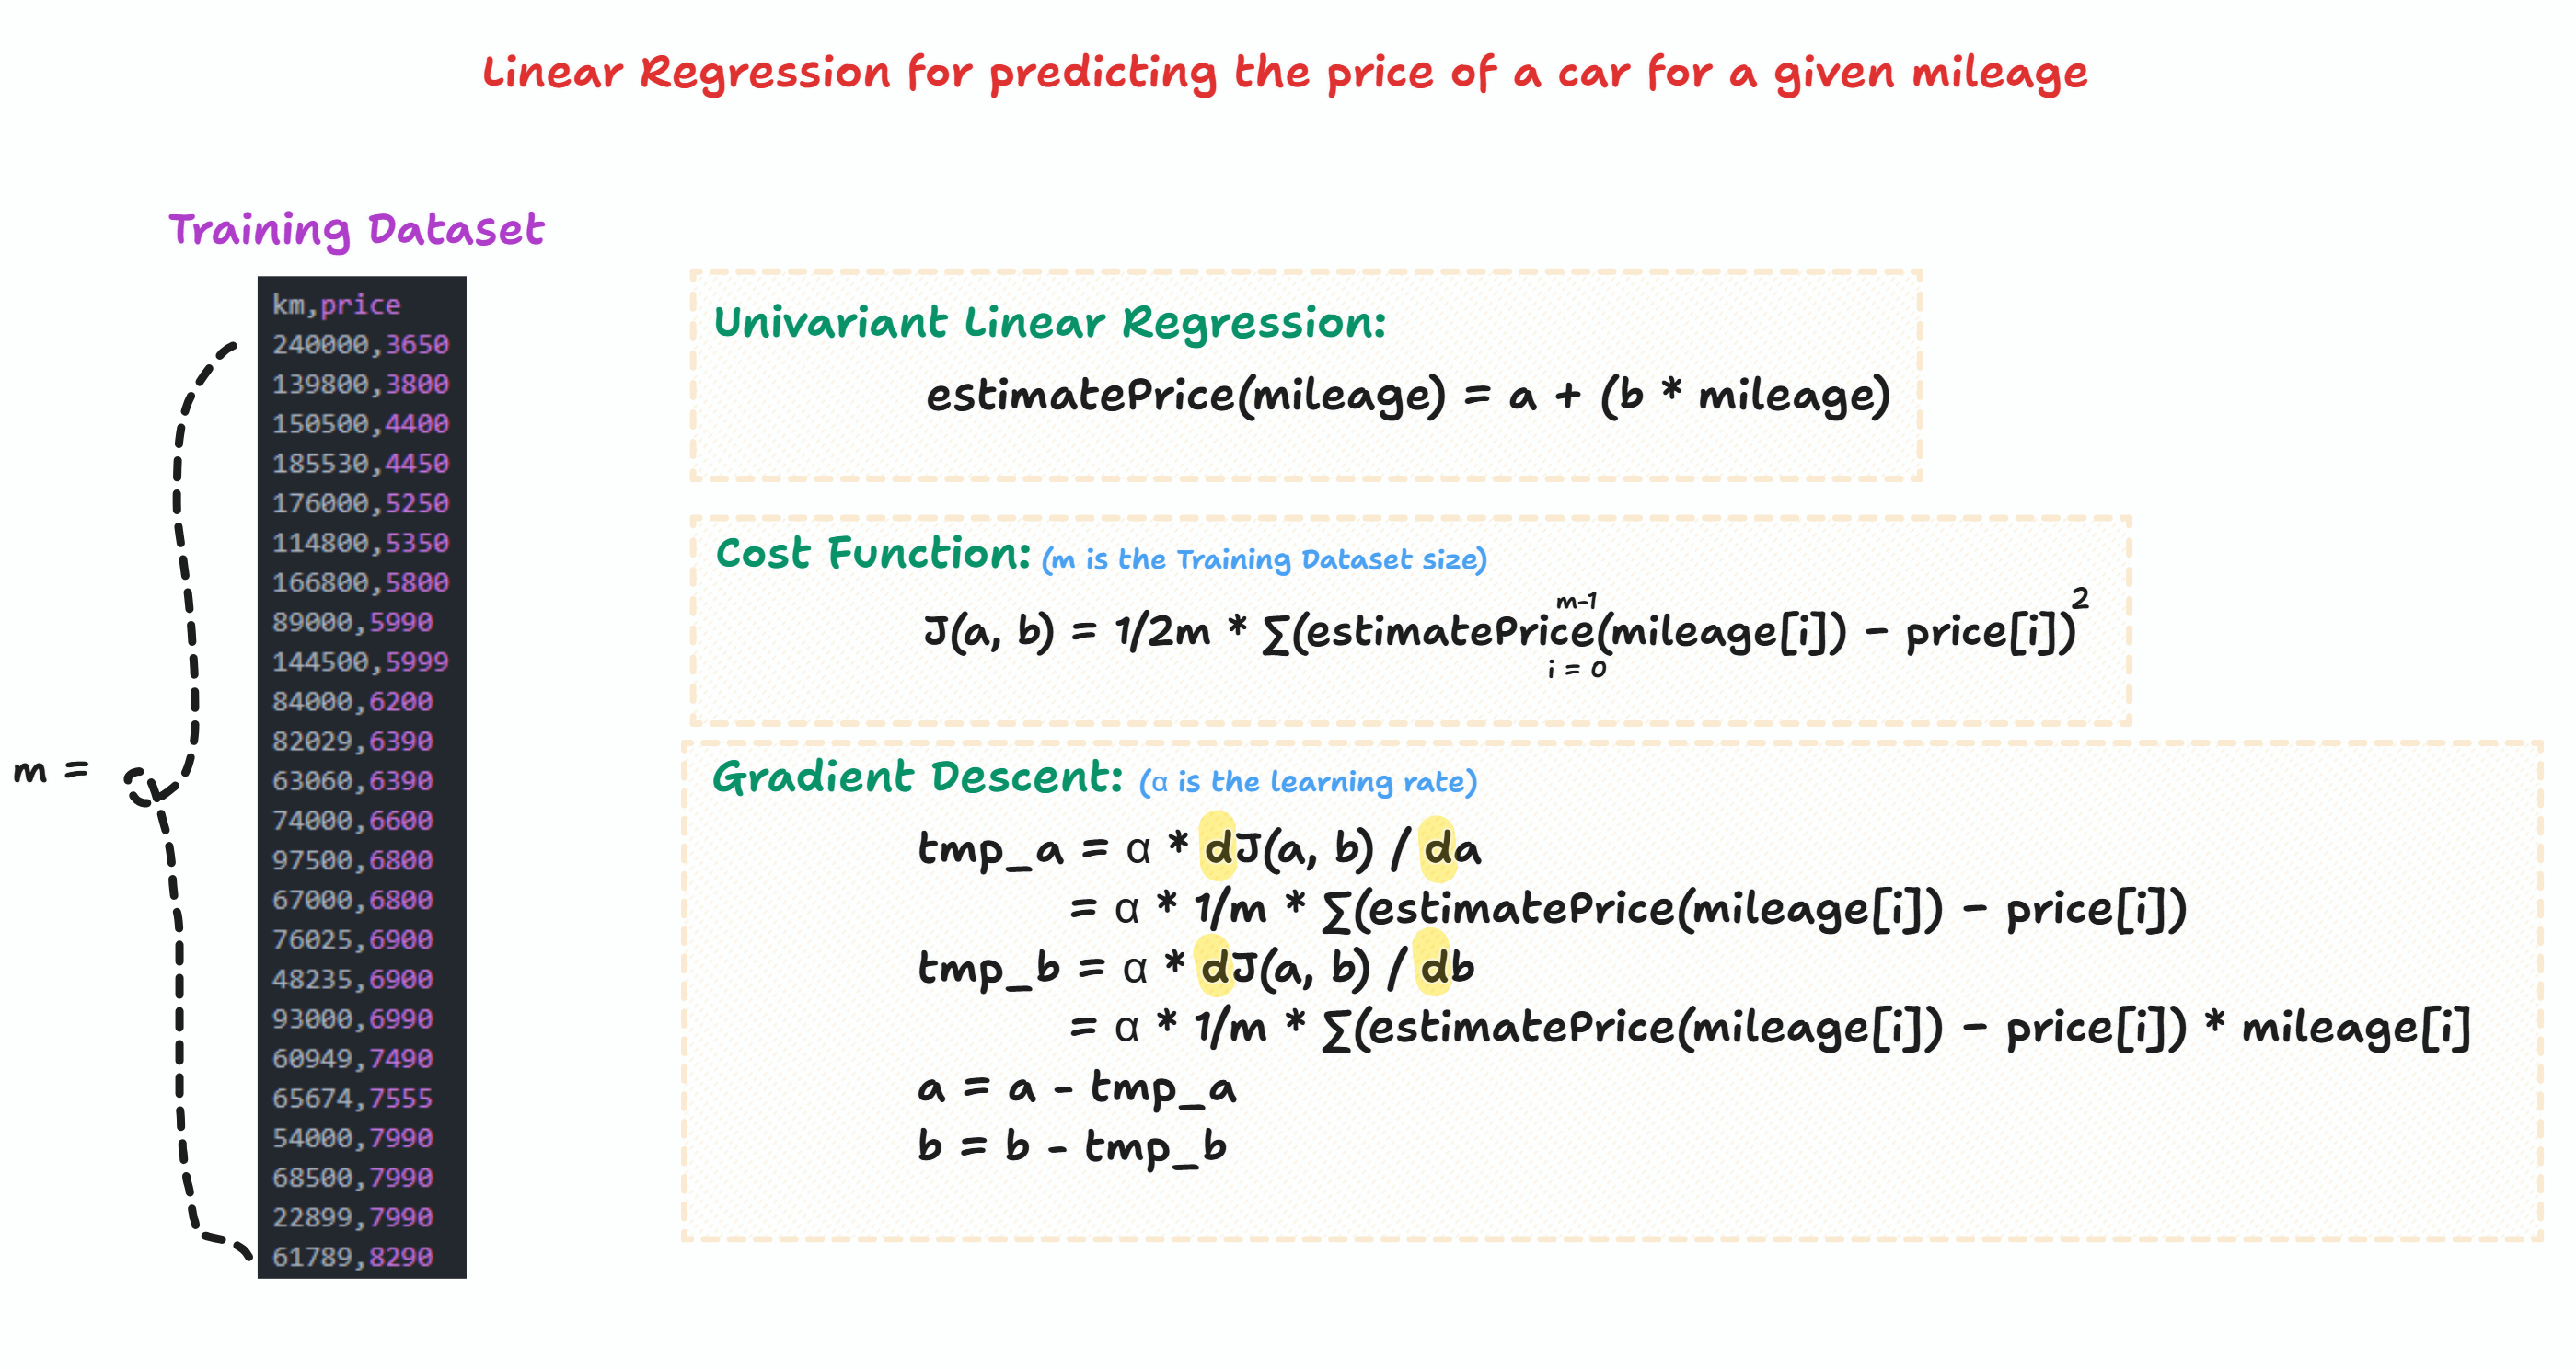 Linear Regression for predicting the price of a car for a given mileage
Training Dataset
km,price
240000,3650
139800,3800
150500,4400
185530,4450
176000,5250
114800,5350
166800,5800
89000,5990
144500,5999
84000,6200
82029,6390
63060,6390
74000,6600
97500,6800
67000,6800
76025,6900
48235,6900
93000,6990
60949,7490
65674,7555
54000,7990
68500,7990
22899,7990
61789,8290
m =
Univariant Linear Regression:
estimatePrice(mileage) = a + (b * mileage)
Cost Function: (m is the Training Dataset size)
m-1
J(a, b) = 1/2m * ∑(estimatePrice(mileage[i]) - price[i])²
i = 0
Gradient Descent: (α is the learning rate)
tmp_a = α * dJ(a, b) / da
= α * 1/m * ∑(estimatePrice(mileage[i]) - price[i])
tmp_b = α * dJ(a, b) / db
= α * 1/m * ∑(estimatePrice(mileage[i]) - price[i]) * mileage[i]
a = a - tmp_a
b = b - tmp_b